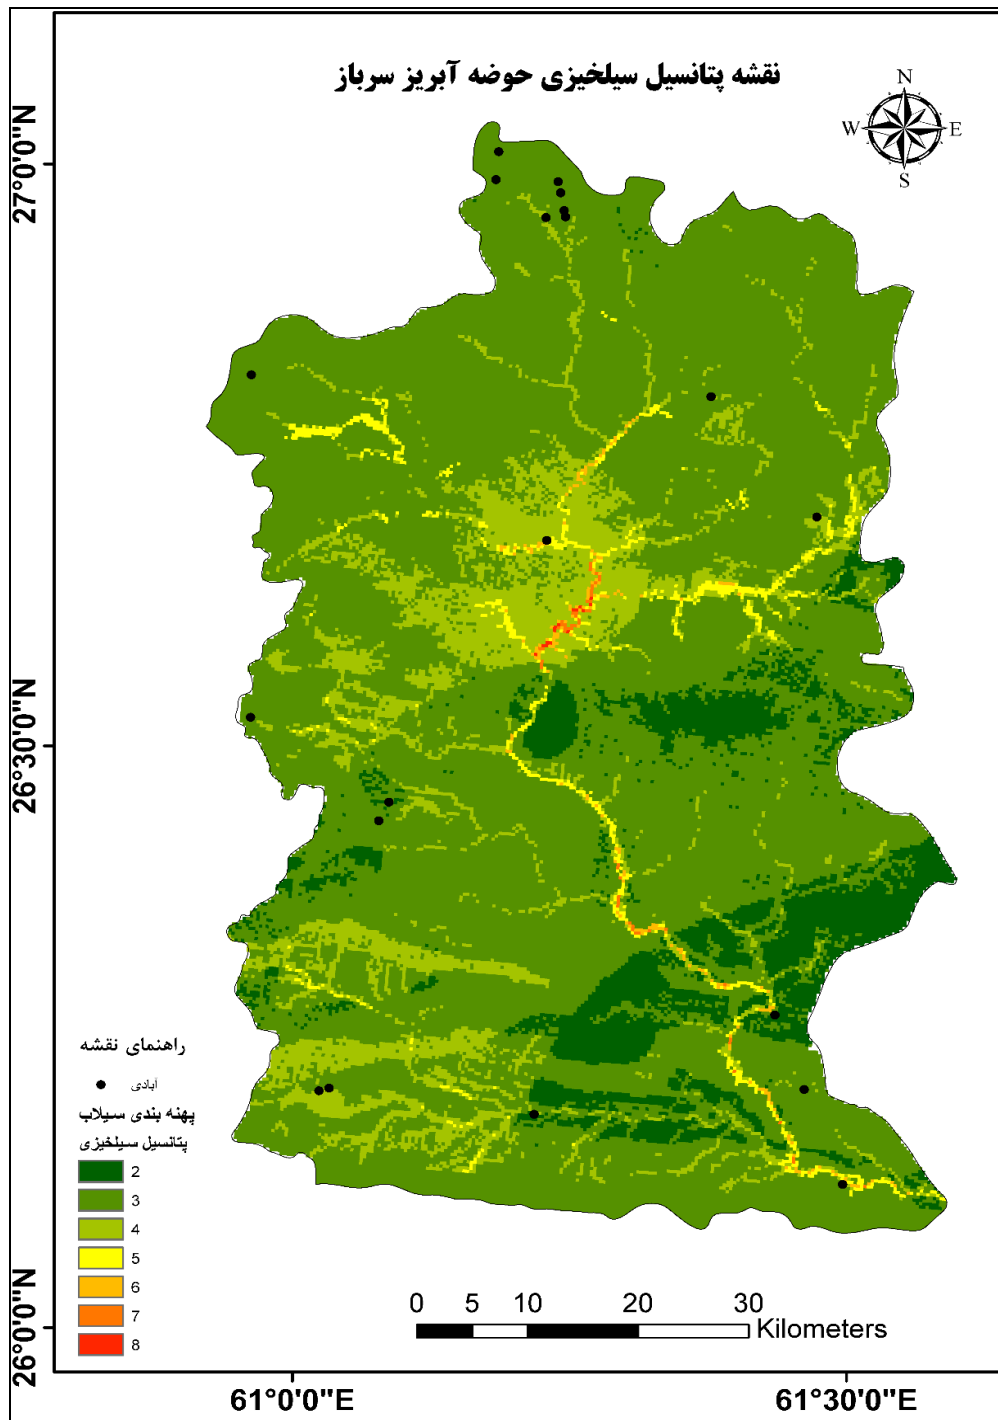 نقشه پتانسیل سیلخیزی حوضه آبریز سرباز
N
W E
S
27°0'0"N
26°30'0"N
26°0'0"N
راهنمای نقشه
آبادی
پهنه بندی سیلاب
پتانسیل سیلخیزی
2
3
4
5
6
7
8
0 5 10 20 30
Kilometers
61°0'0"E 61°30'0"E